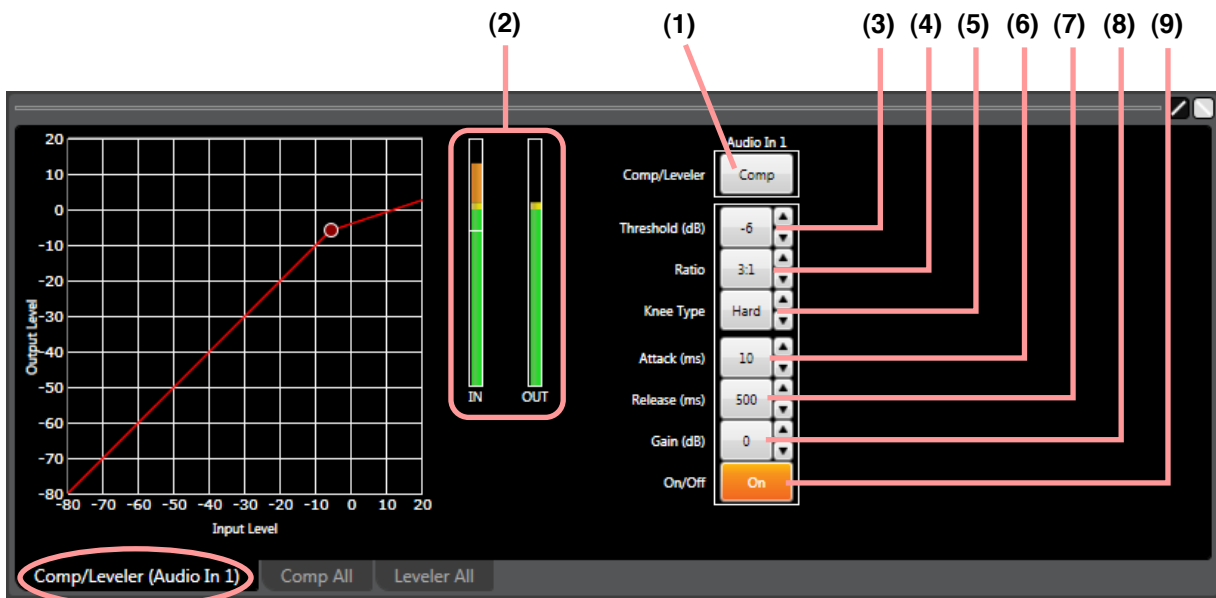 (2) (1) (3) (4) (5) (6) (7) (8) (9)
20
10
0
-10
-20
-30
-40
-50
-60
-70
-80
Output Level
-80 -70 -60 -50 -40 -30 -20 -10 0 10 20
Input Level
IN OUT
Audio In 1
Comp/Leveler Comp
Threshold (dB) -6
Ratio 3:1
Knee Type Hard
Attack (ms) 10
Release (ms) 500
Gain (dB) 0
On/Off On
Comp/Leveler (Audio In 1) Comp All Leveler All